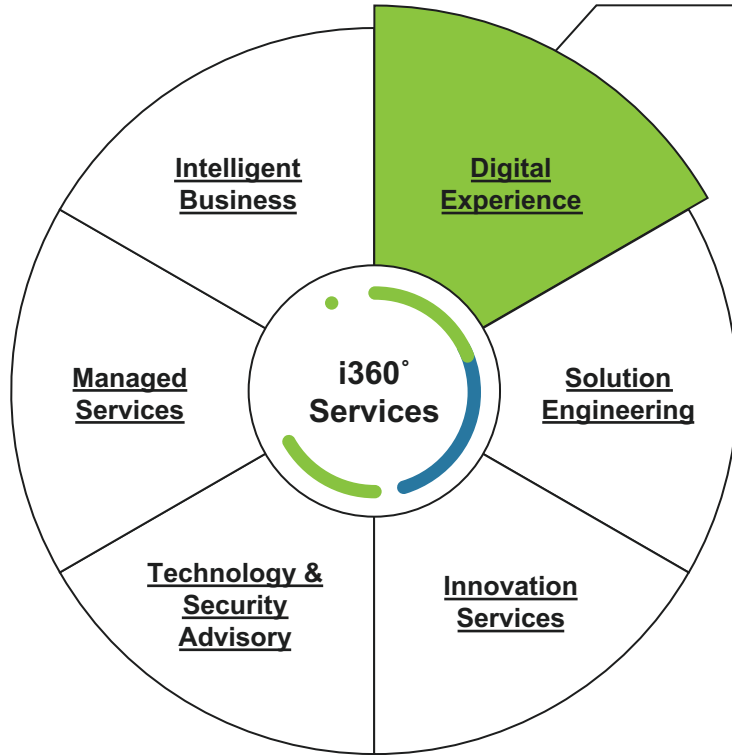 Intelligent
Business
Digital
Experience
Managed
Services
i360°
Services
Solution
Engineering
Technology &
Security
Advisory
Innovation
Services